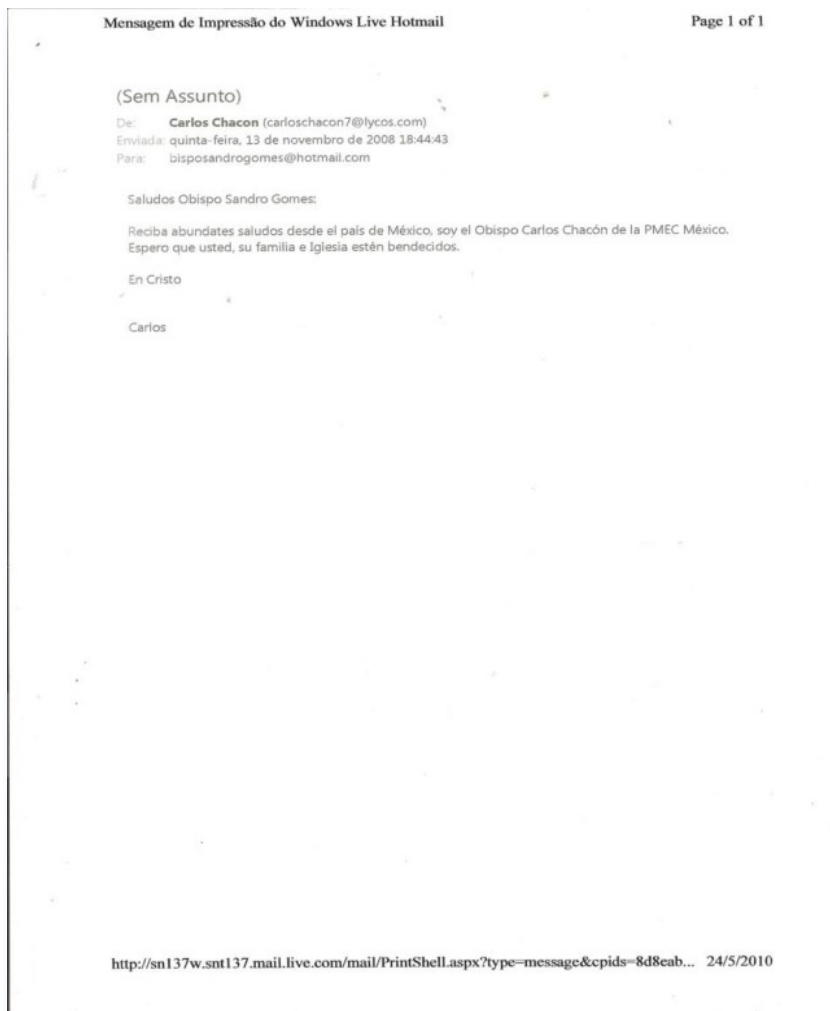 Mensagem de Impressão do Windows Live Hotmail Page 1 of 1
(Sem Assunto)
De: Carlos Chacon (carloschacon7@lycos.com)
Enviada: quinta-feira, 13 de novembro de 2008 18:44:43
Para: bisposandrogomes@hotmail.com
Saludos Obispo Sandro Gomes:
Reciba abundates saludos desde el país de México, soy el Obispo Carlos Chacón de la PMEC México.
Espero que usted, su familia e Iglesia estén bendecidos.
En Cristo
Carlos
http://sn137w.snt137.mail.live.com/mail/PrintShell.aspx?type=message&cpids=8d8eab... 24/5/2010